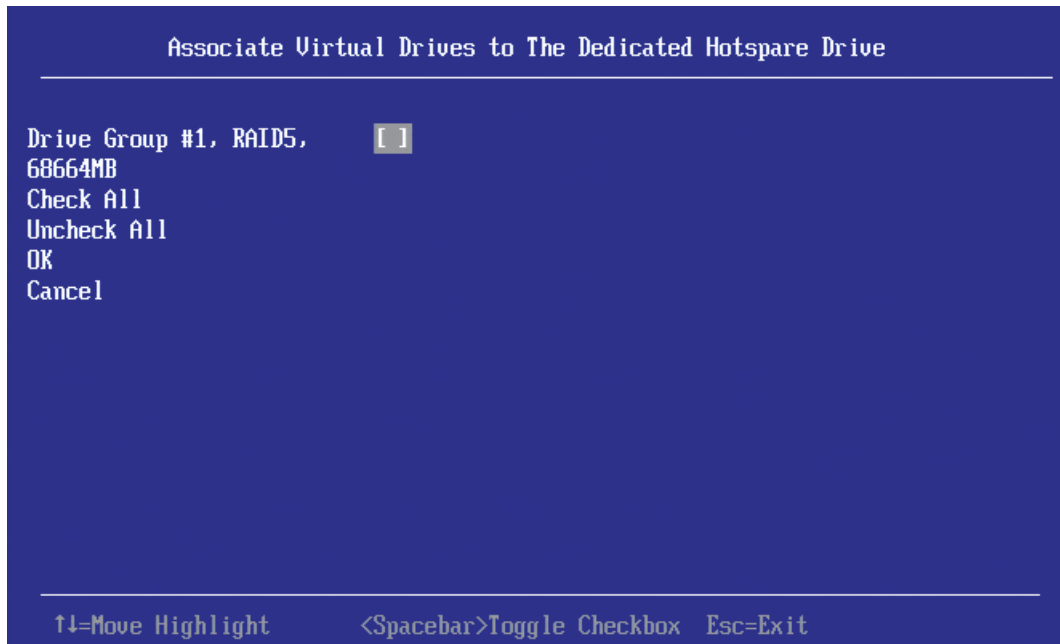 Associate Virtual Drives to The Dedicated Hotspare Drive
Drive Group #1, RAID5, [ ]
68664MB
Check All
Uncheck All
OK
Cancel
↑↓=Move Highlight <Spacebar>Toggle Checkbox Esc=Exit